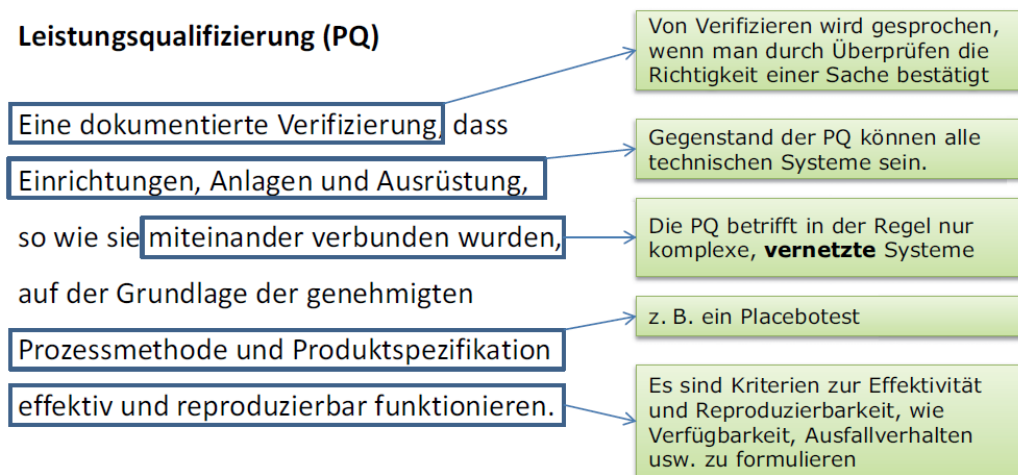 Leistungsqualifizierung (PQ)
Eine dokumentierte Verifizierung, dass
Einrichtungen, Anlagen und Ausrüstung,
so wie sie miteinander verbunden wurden,
auf der Grundlage der genehmigten
Prozessmethode und Produktspezifikation
effektiv und reproduzierbar funktionieren.
Von Verifizieren wird gesprochen,
wenn man durch Überprüfen die
Richtigkeit einer Sache bestätigt
Gegenstand der PQ können alle
technischen Systeme sein.
Die PQ betrifft in der Regel nur
komplexe, vernetzte Systeme
z. B. ein Placebotest
Es sind Kriterien zur Effektivität
und Reproduzierbarkeit, wie
Verfügbarkeit, Ausfallverhalten
usw. zu formulieren